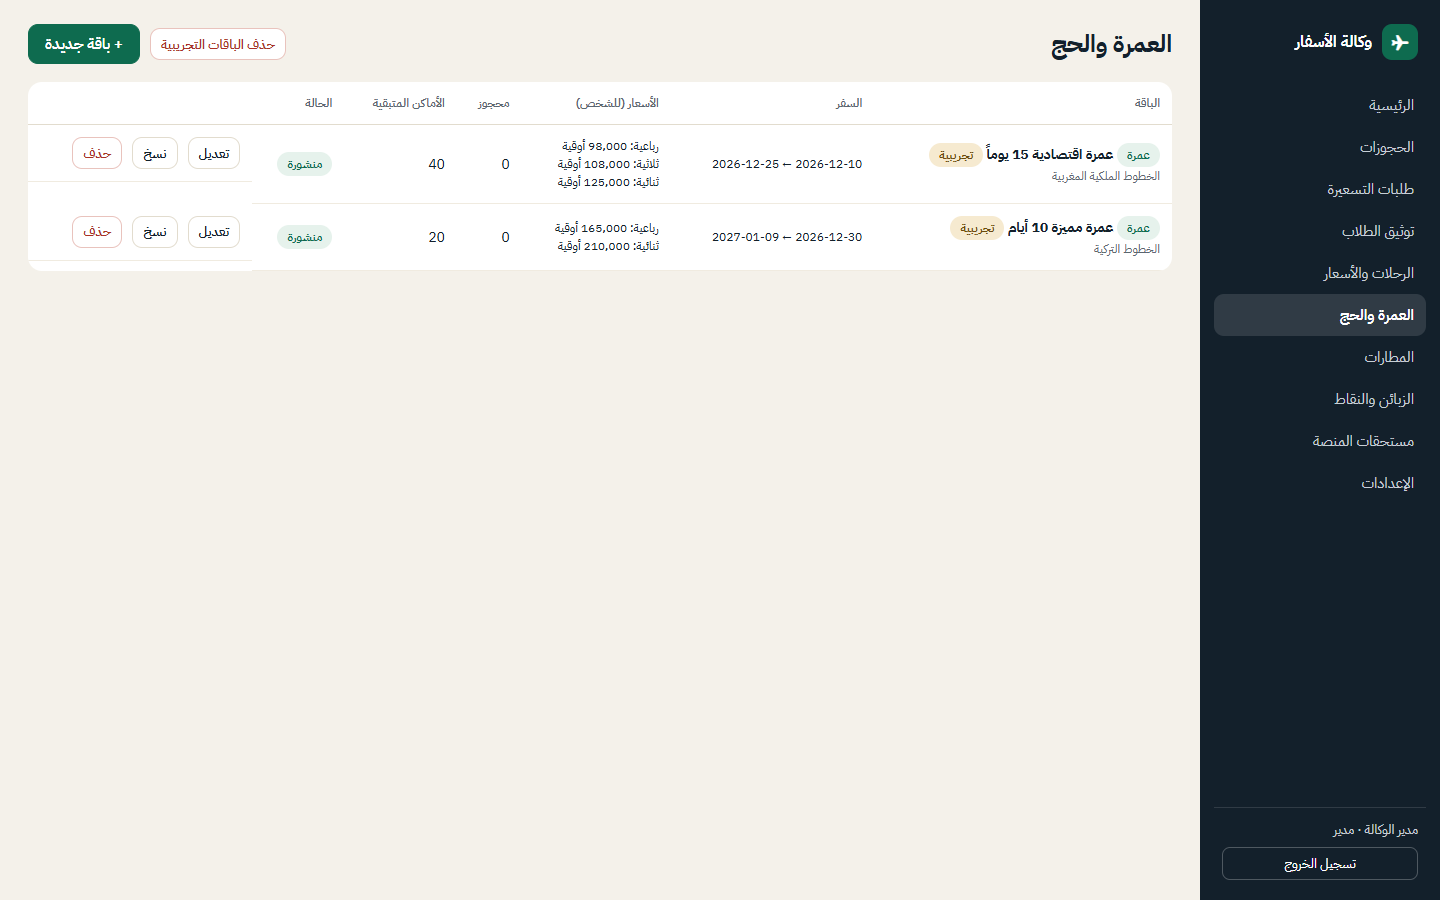 وكالة الأسفار
الرئيسية
الحجوزات
طلبات التسعيرة
توثيق الطلاب
الرحلات والأسعار
العمرة والحج
المطارات
الزبائن والنقاط
مستحقات المنصة
الإعدادات
مدير الوكالة · مدير
تسجيل الخروج
العمرة والحج
حذف الباقات التجريبية
+ باقة جديدة
الباقة السفر الأسعار (للشخص) محجوز الأماكن المتبقية الحالة
عمرة عمرة اقتصادية 15 يوماً تجريبية
الخطوط الملكية المغربية
2026-12-10 ← 2026-12-25
رباعية: 98,000 أوقية
ثلاثية: 108,000 أوقية
ثنائية: 125,000 أوقية
0
40
منشورة
تعديل نسخ حذف
عمرة عمرة مميزة 10 أيام تجريبية
الخطوط التركية
2026-12-30 ← 2027-01-09
رباعية: 165,000 أوقية
ثنائية: 210,000 أوقية
0
20
منشورة
تعديل نسخ حذف